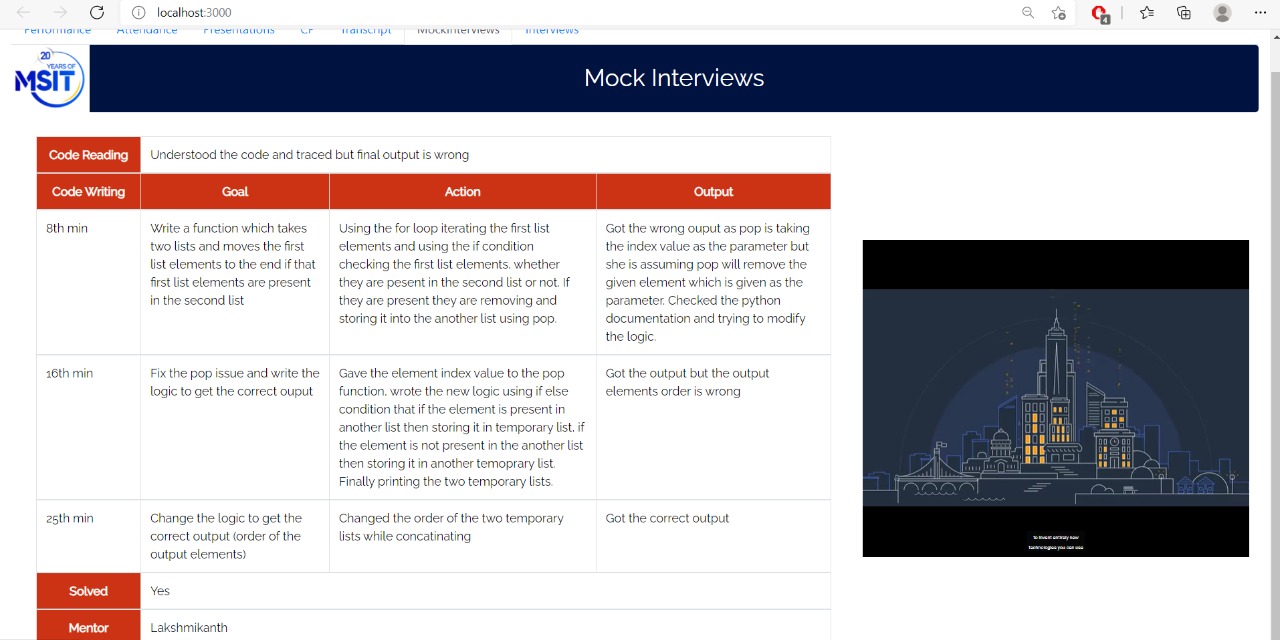 localhost:3000
4
Performance Attendance Presentations CP Transcript MockInterviews Interviews
20
YEARS OF
MSIT
Mock Interviews
Code Reading Understood the code and traced but final output is wrong
Code Writing Goal Action Output
8th min
Write a function which takes
two lists and moves the first
list elements to the end if that
first list elements are present
in the second list
Using the for loop iterating the first list
elements and using the if condition
checking the first list elements, whether
they are pesent in the second list or not. If
they are present they are removing and
storing it into the another list using pop.
Got the wrong ouput as pop is taking
the index value as the parameter but
she is assuming pop will remove the
given element which is given as the
parameter. Checked the python
documentation and trying to modify
the logic.
16th min
Fix the pop issue and write the
logic to get the correct ouput
Gave the element index value to the pop
function, wrote the new logic using if else
condition that if the element is present in
another list then storing it in temporary list, if
the element not present in the another list
then storing it in another temoprary list.
Finally printing the two temporary lists.
Got the output but the output
elements order is wrong
25th min
Change the logic to get the
correct output (order of the
output elements)
Changed the order of the two temporary
lists while concatinating
Got the correct output
Solved Yes
Mentor Lakshmikanth
to invent entirely new
technologies you can use